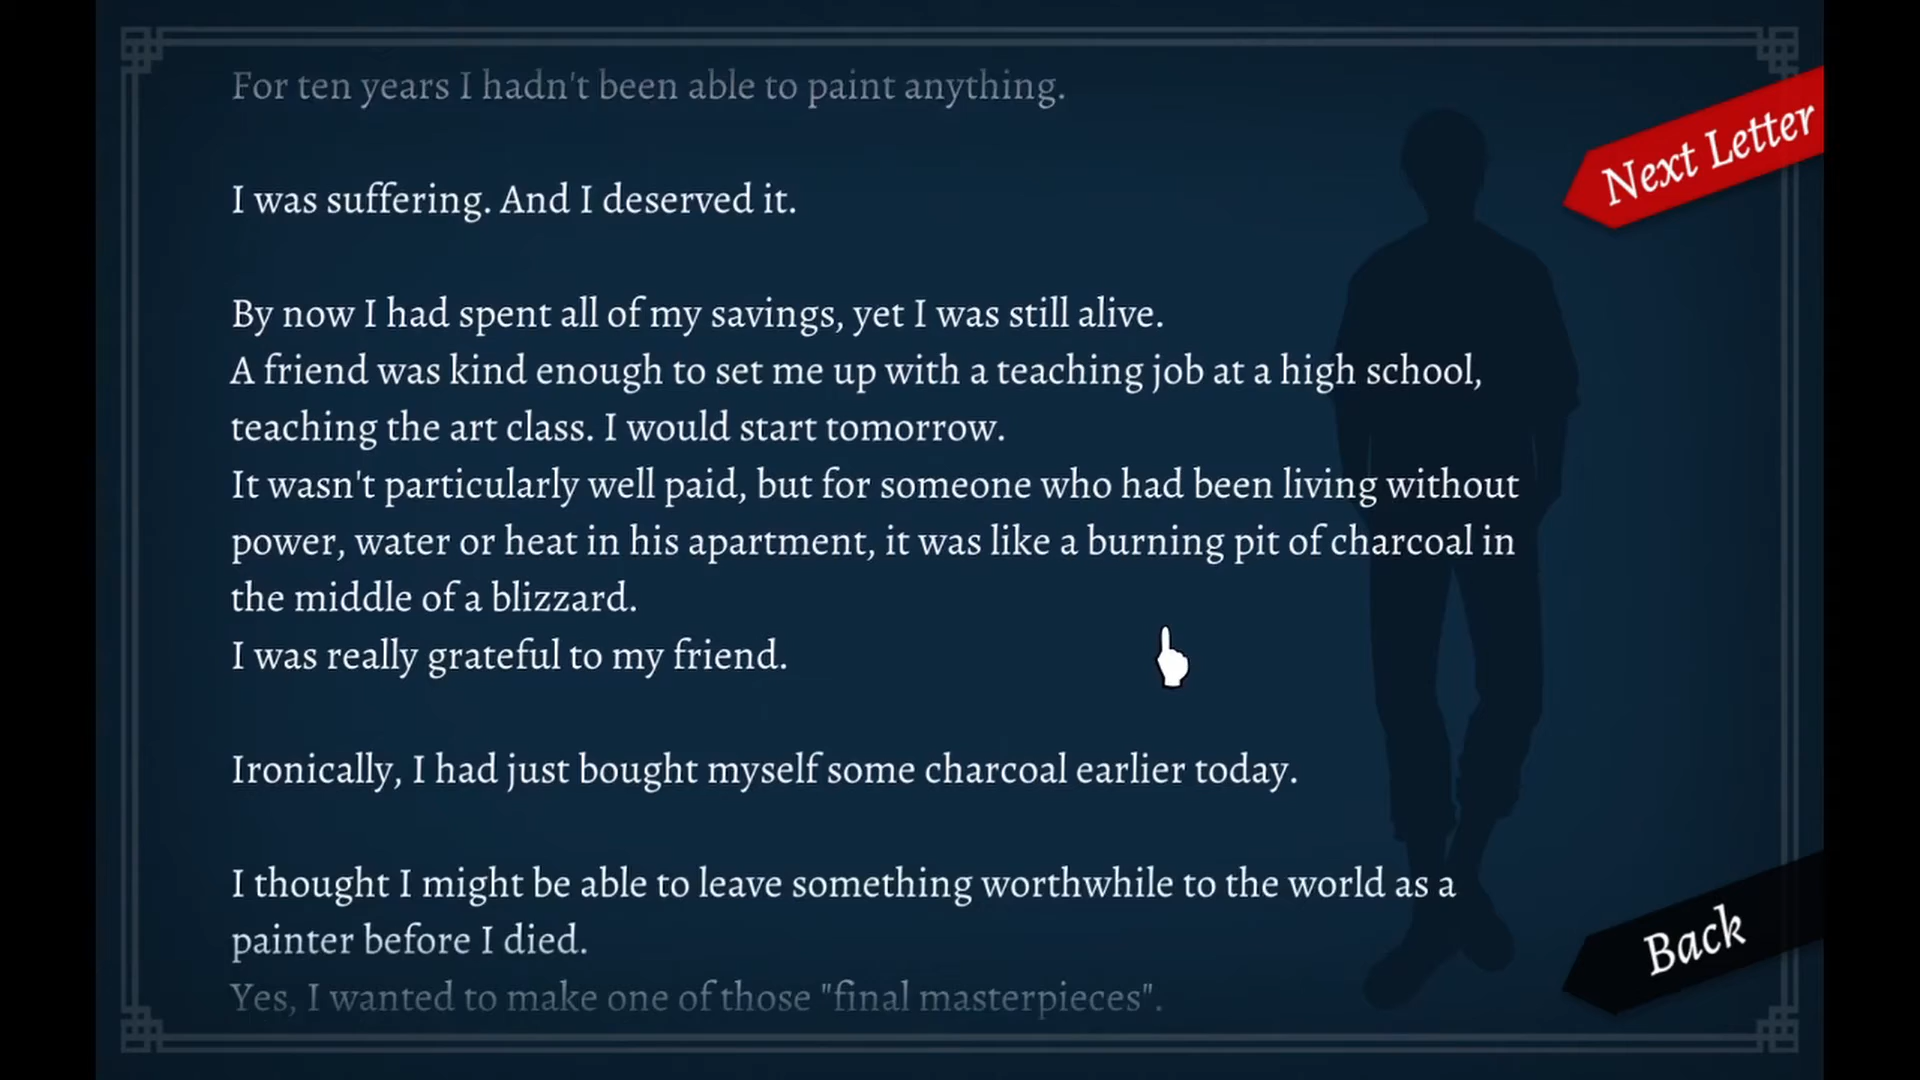 For ten years I hadn't been able to paint anything.
Next Letter
I was suffering. And I deserved it.
By now I had spent all of my savings, yet I was still alive.
A friend was kind enough to set me up with a teaching job at a high school,
teaching the art class. I would start tomorrow.
It wasn't particularly well paid, but for someone who had been living without
power, water or heat in his apartment, it was like a burning pit of charcoal in
the middle of a blizzard.
I was really grateful to my friend.
Ironically, I had just bought myself some charcoal earlier today.
I thought I might be able to leave something worthwhile to the world as a
painter before I died.
Yes, I wanted to make one of those "final masterpieces".
Back